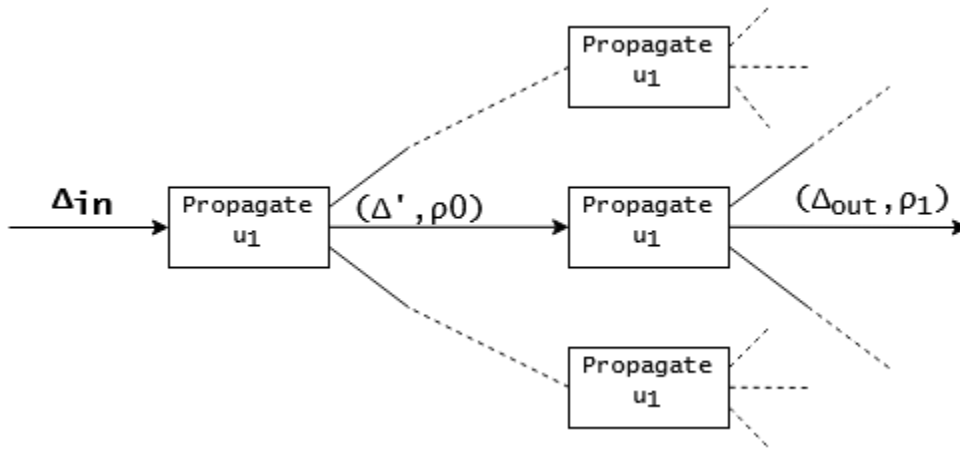 Propagate
u₁
Δin
Propagate
u₁
(Δ',ρ0)
Propagate
u₁
(Δout,ρ₁)
Propagate
u₁